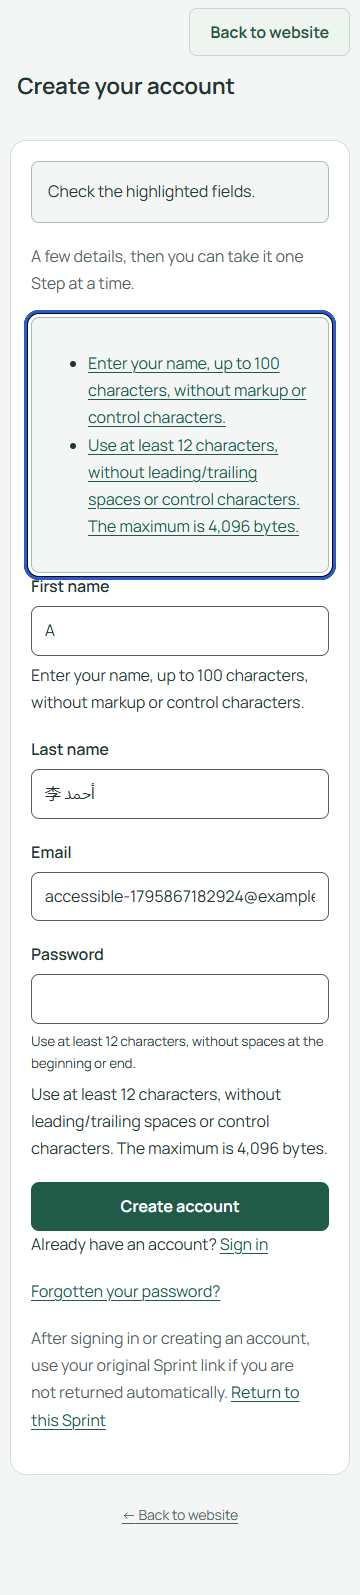 Back to website
Create your account
Check the highlighted fields.
A few details, then you can take it one
Step at a time.
Enter your name, up to 100
characters, without markup or
control characters.
Use at least 12 characters,
without leading/trailing
spaces or control characters.
The maximum is 4,096 bytes.
First name
A
Enter your name, up to 100 characters,
without markup or control characters.
Last name
李 أحمد
Email
accessible-1795867182924@example
Password
Use at least 12 characters, without spaces at the
beginning or end.
Use at least 12 characters, without
leading/trailing spaces or control
characters. The maximum is 4,096 bytes.
Create account
Already have an account? Sign in
Forgotten your password?
After signing in or creating an account,
use your original Sprint link if you are
not returned automatically. Return to
this Sprint
← Back to website